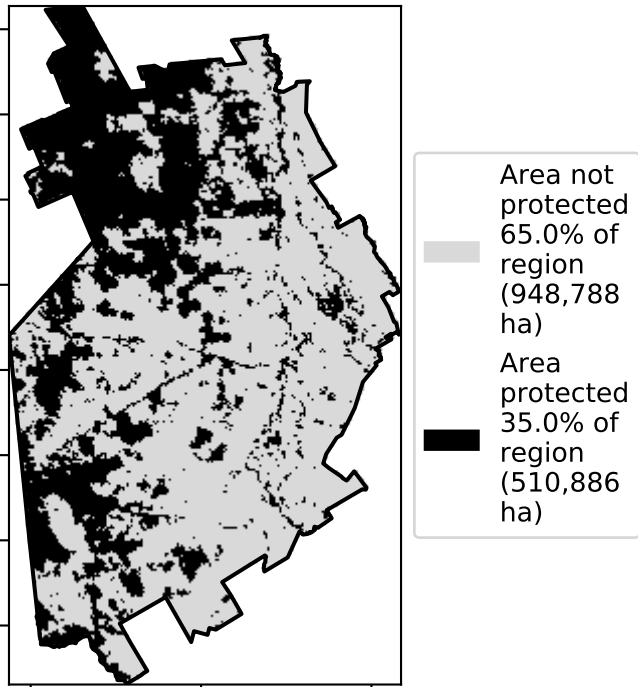 Area not
protected
65.0% of
region
(948,788
ha)
Area
protected
35.0% of
region
(510,886
ha)